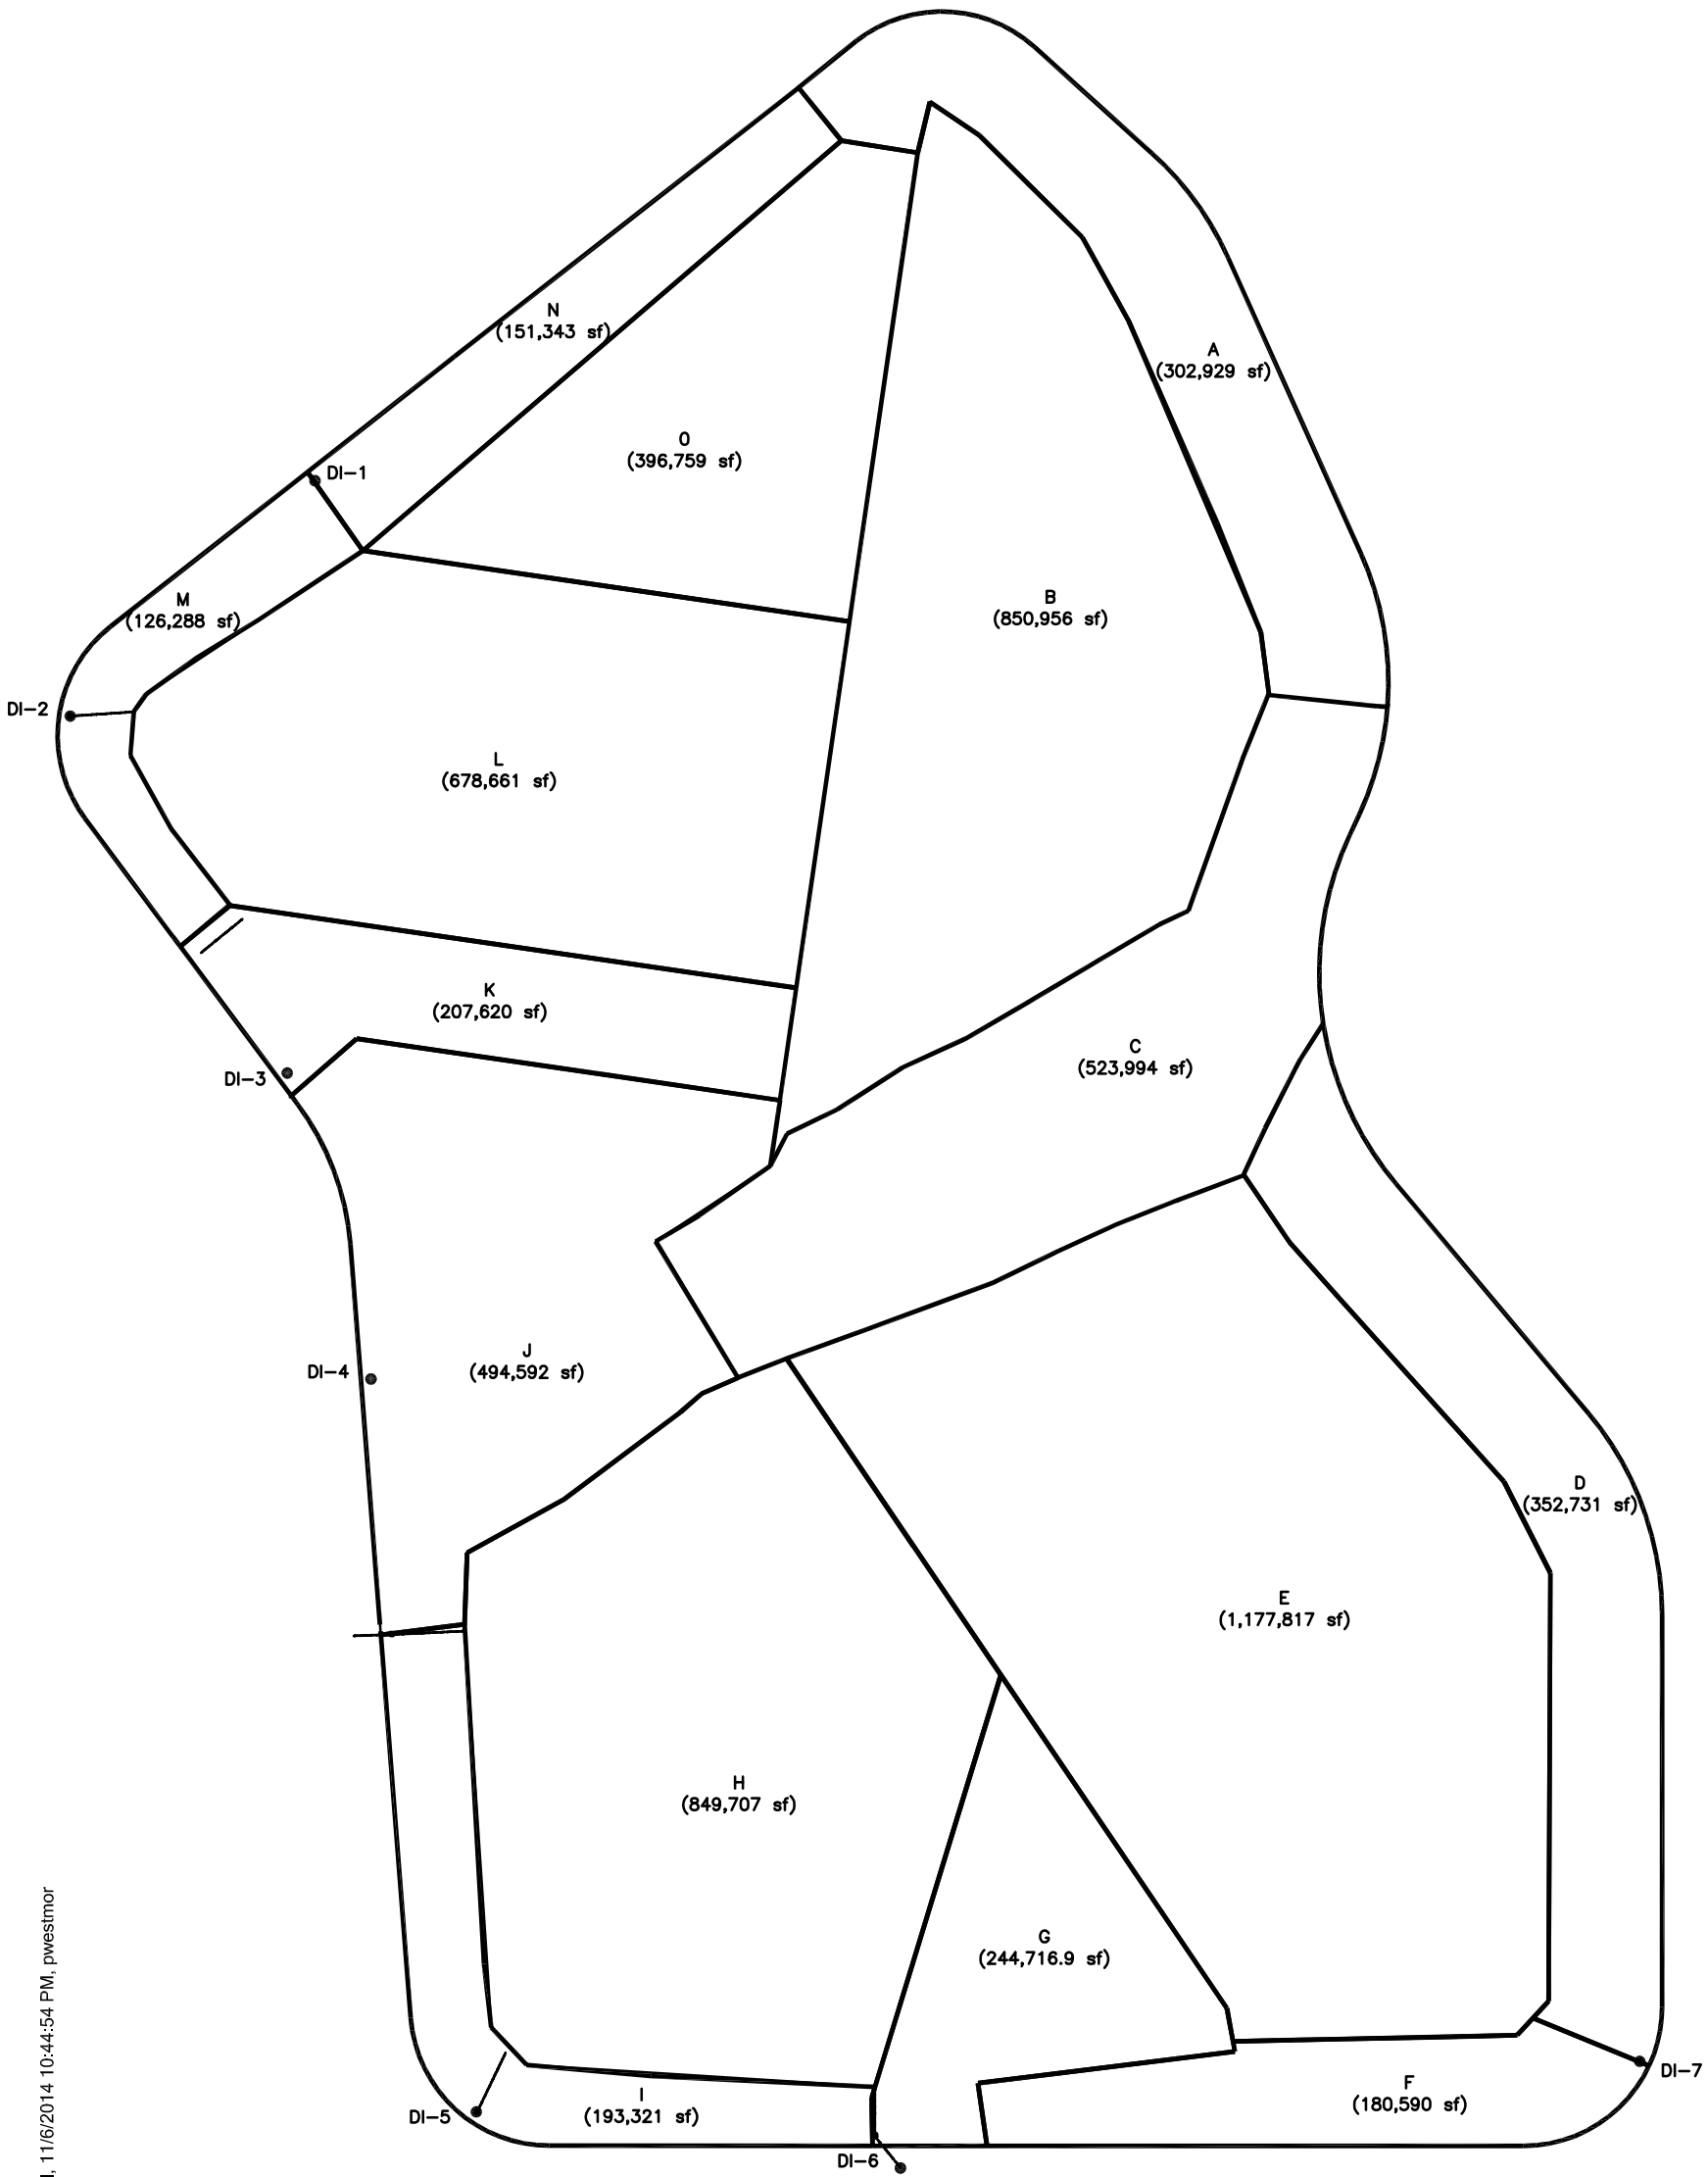 N
(151,343 sf)
A
(302,929 sf)
O
(396,759 sf)
DI-1
M
(126,288 sf)
B
(850,956 sf)
DI-2
L
(678,661 sf)
K
(207,620 sf)
C
(523,994 sf)
DI-3
J
(494,592 sf)
DI-4
D
(352,731 sf)
E
(1,177,817 sf)
H
(849,707 sf)
G
(244,716.9 sf)
DI-7
F
(180,590 sf)
I
(193,321 sf)
DI-5
DI-6
, 11/6/2014 10:44:54 PM, pwestmor